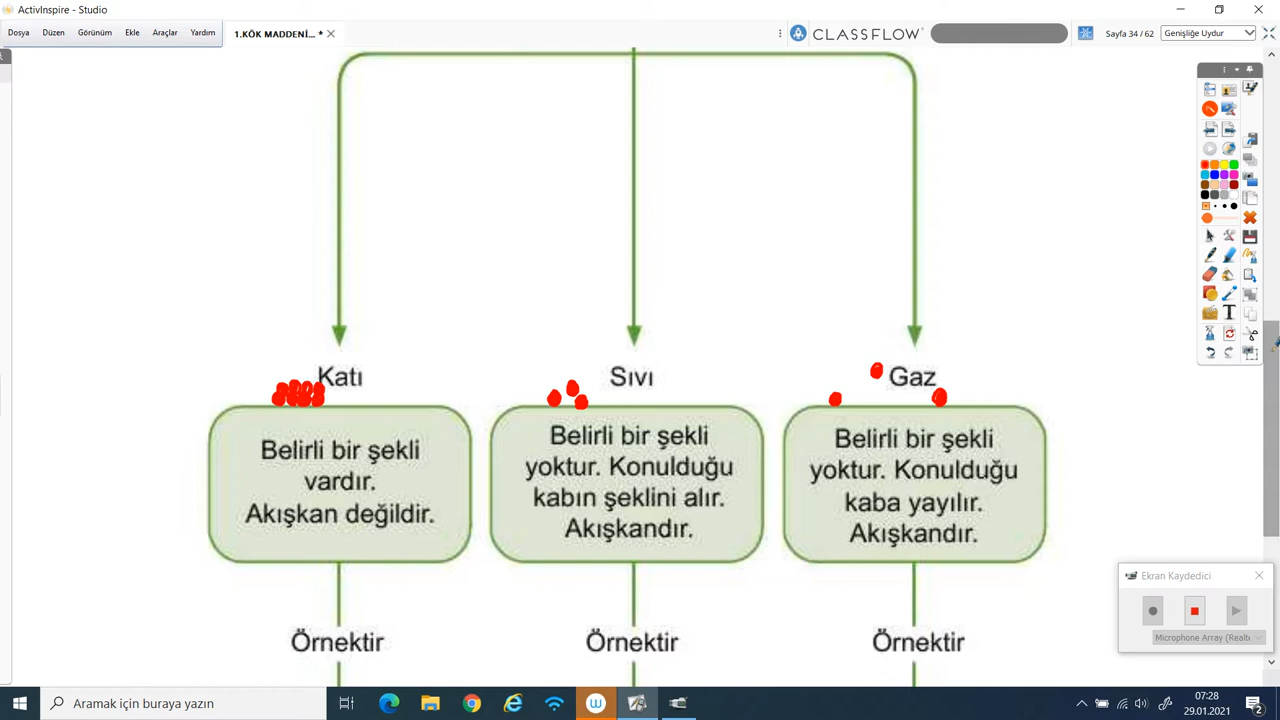 ActivInspire - Studio
Dosya Düzen Görünüm Ekle Araçlar Yardım
1.KÖK MADDENİ... *
CLASSFLOW
Sayfa 34 / 62
Genişliğe Uydur
Katı
Sıvı
Gaz
Belirli bir şekli
vardır.
Akışkan değildir.
Belirli bir şekli
yoktur. Konulduğu
kabın şeklini alır.
Akışkandır.
Belirli bir şekli
yoktur. Konulduğu
kaba yayılır.
Akışkandır.
Örnektir
Örnektir
Örnektir
Ekran Kaydedici
Microphone Array (Realte
Aramak için buraya yazın
07:28
29.01.2021
2